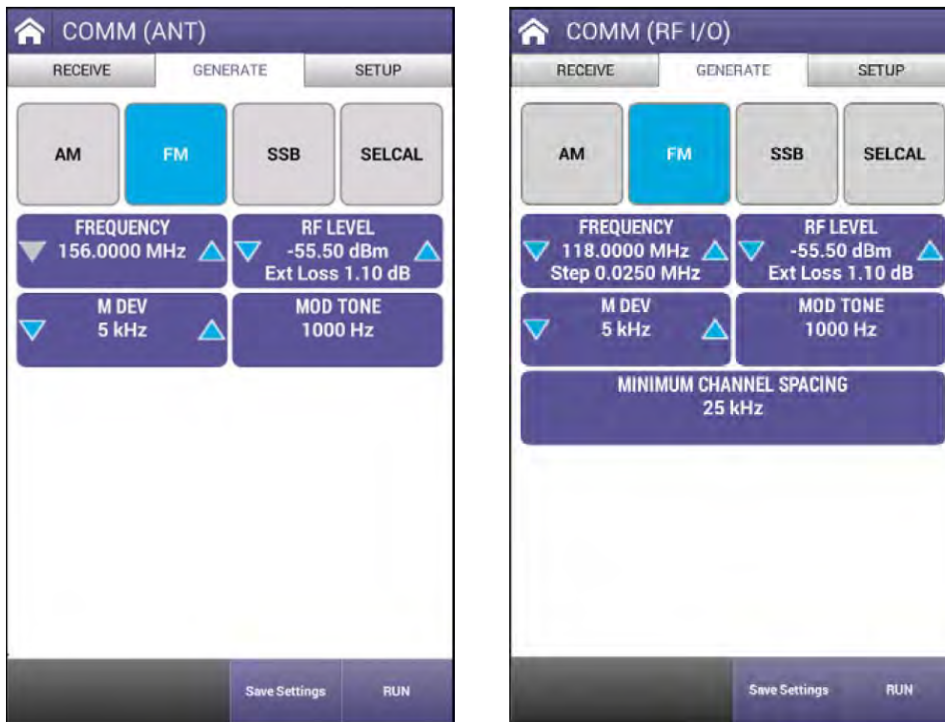 COMM (ANT)
RECEIVE GENERATE SETUP
AM FM SSB SELCAL
FREQUENCY
156.0000 MHz
RF LEVEL
-55.50 dBm
Ext Loss 1.10 dB
M DEV
5 kHz
MOD TONE
1000 Hz
Save Settings RUN
COMM (RF I/O)
RECEIVE GENERATE SETUP
AM FM SSB SELCAL
FREQUENCY
118.0000 MHz
Step 0.0250 MHz
RF LEVEL
-55.50 dBm
Ext Loss 1.10 dB
M DEV
5 kHz
MOD TONE
1000 Hz
MINIMUM CHANNEL SPACING
25 kHz
Save Settings RUN